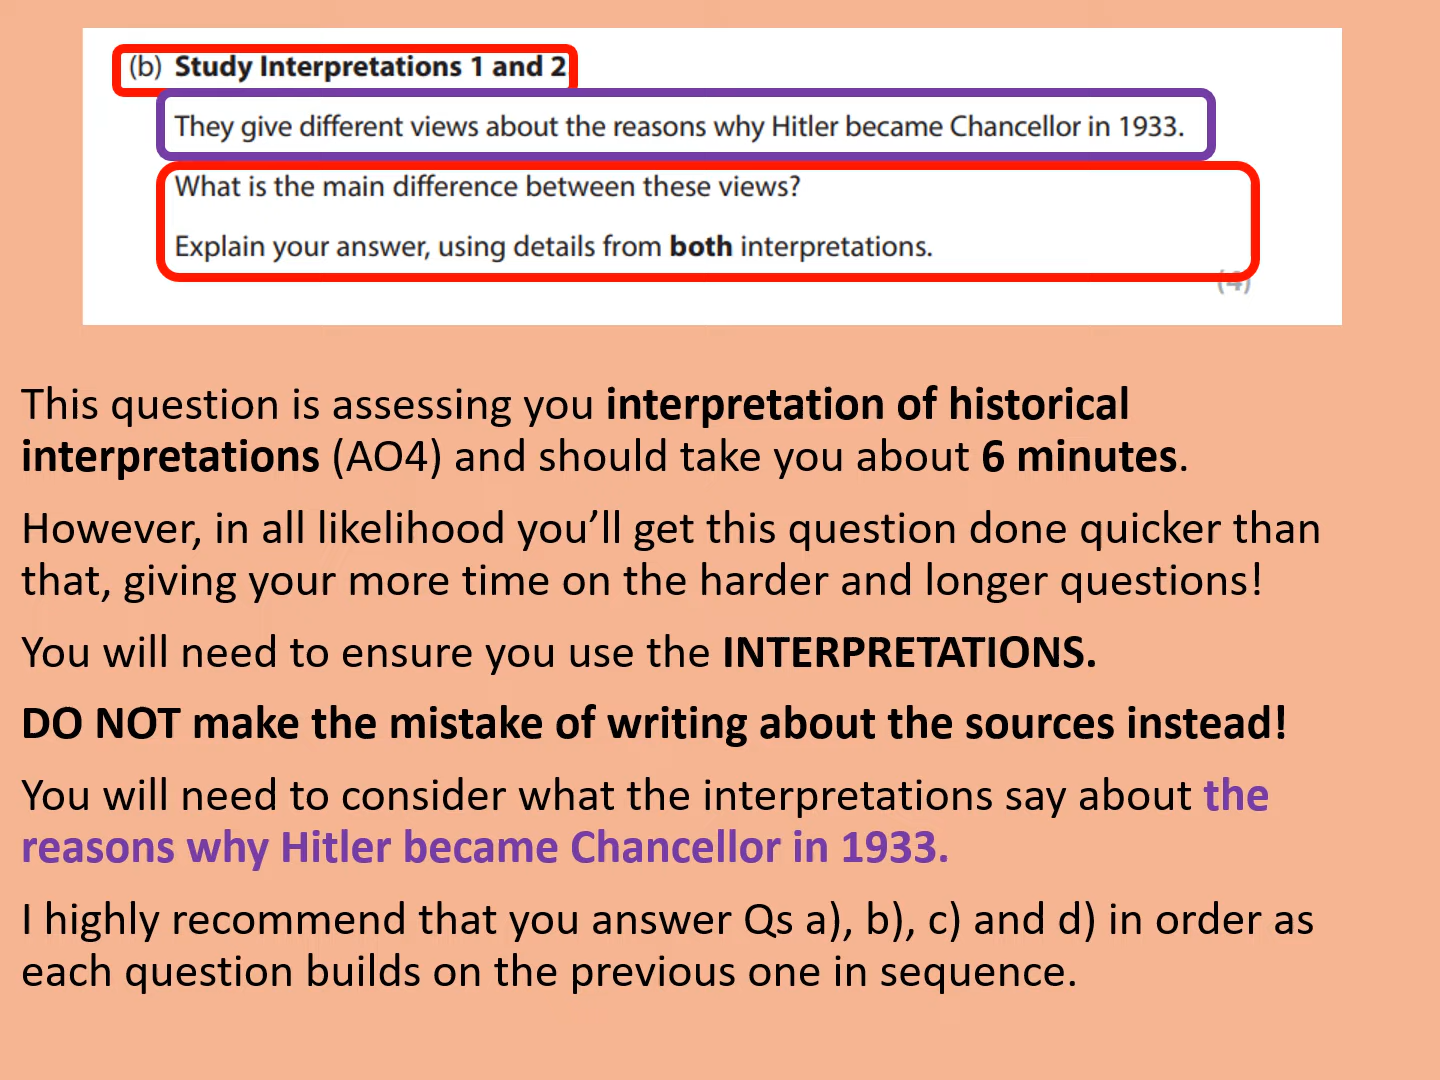 (b) Study Interpretations 1 and 2
They give different views about the reasons why Hitler became Chancellor in 1933.
What is the main difference between these views?
Explain your answer, using details from both interpretations.
(4)
This question is assessing you interpretation of historical
interpretations (AO4) and should take you about 6 minutes.
However, in all likelihood you’ll get this question done quicker than
that, giving your more time on the harder and longer questions!
You will need to ensure you use the INTERPRETATIONS.
DO NOT make the mistake of writing about the sources instead!
You will need to consider what the interpretations say about the
reasons why Hitler became Chancellor in 1933.
I highly recommend that you answer Qs a), b), c) and d) in order as
each question builds on the previous one in sequence.